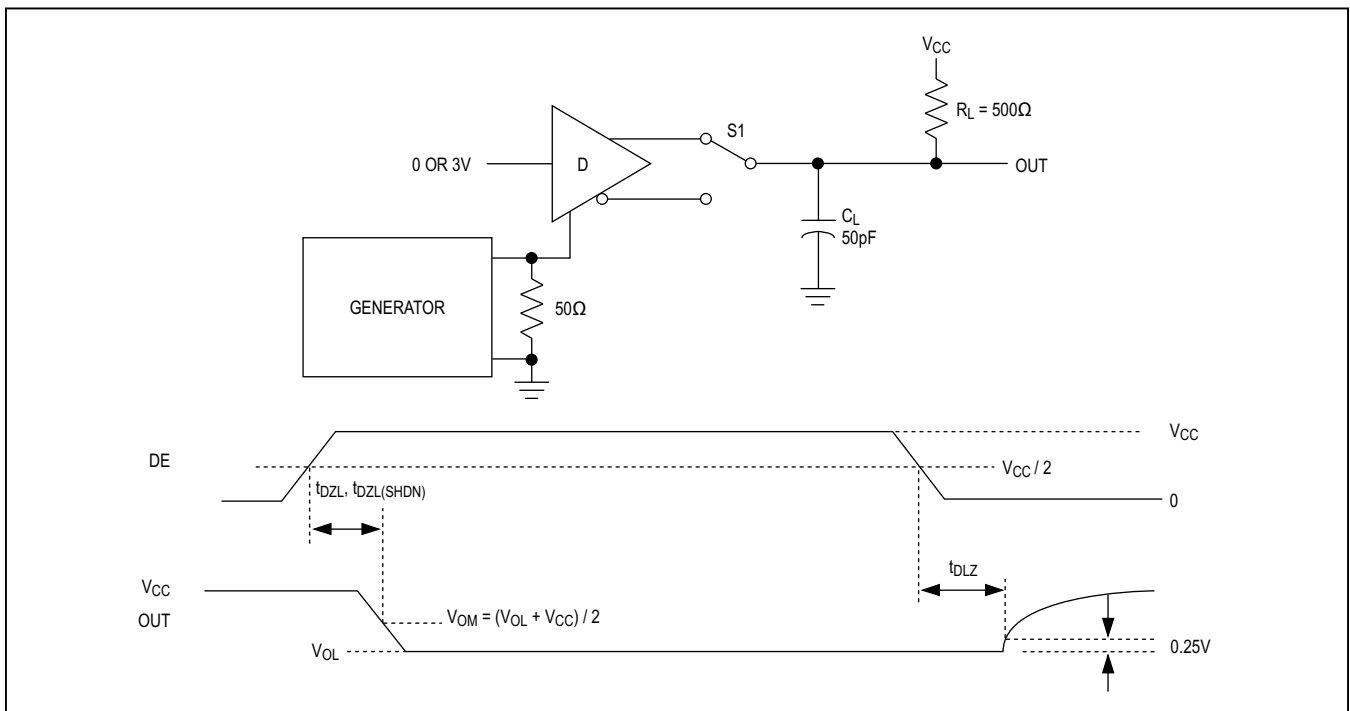 VCC
RL = 500Ω
S1
0 OR 3V
D
OUT
CL
50pF
GENERATOR
50Ω
VCC
DE
VCC / 2
tDZL, tDZL(SHDN)
0
tDLZ
VCC
OUT
VOM = (VOL + VCC) / 2
VOL
0.25V